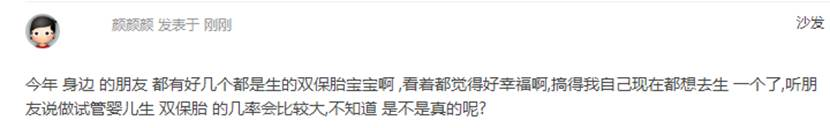 颜颜颜 发表于 刚刚
沙发
今年 身边 的朋友 都有好几个都是生的双保胎宝宝啊 ,看着都觉得好幸福啊,搞得我自己现在都想去生 一个了,听朋
友说做试管婴儿生 双保胎 的几率会比较大,不知道 是不是真的呢?